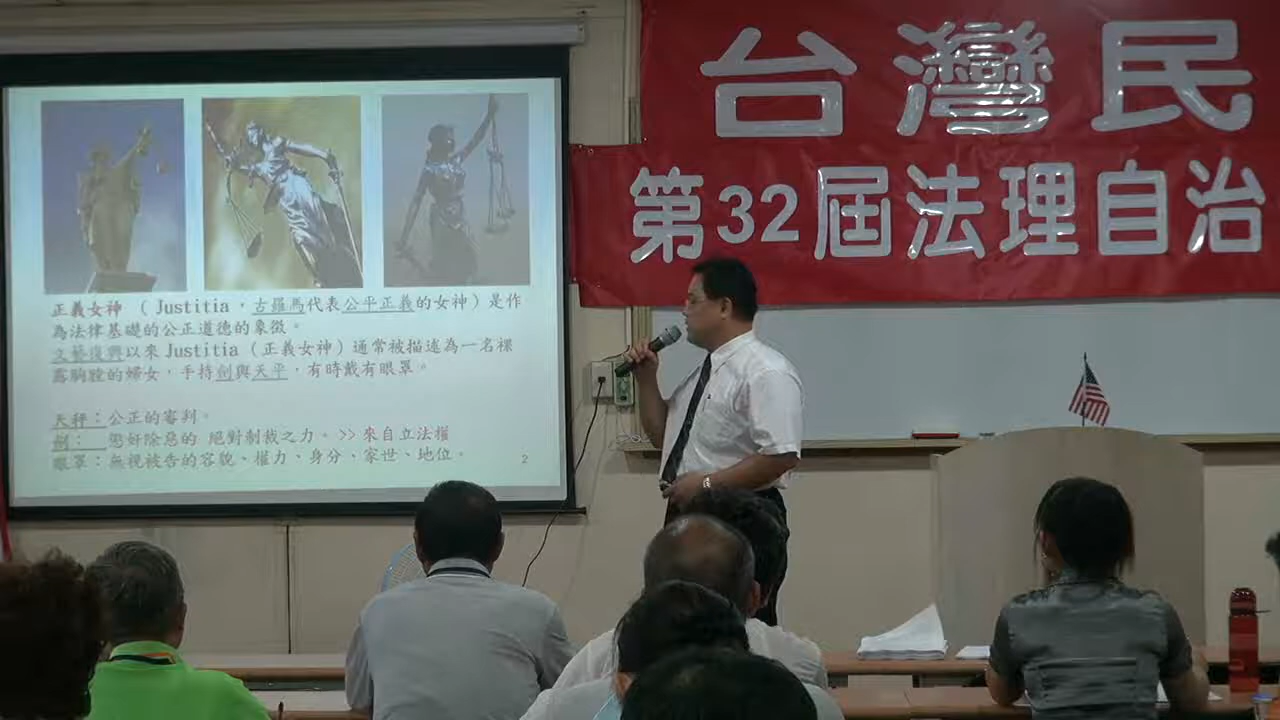 台灣民
第32屆法理自治
正義女神 （Justitia，古羅馬代表公平正義的女神）是作
為法律基礎的公正道德的象徵。
文藝復興以來 Justitia（正義女神）通常被描述為一名裸
露胸膛的婦女，手持劍與天平，有時戴有眼罩。
天秤：公正的審判。
劍： 懲奸除惡的 絕對制裁之力。>> 來自立法權
眼罩：無視被告的容貌、權力、身分、家世、地位。
2